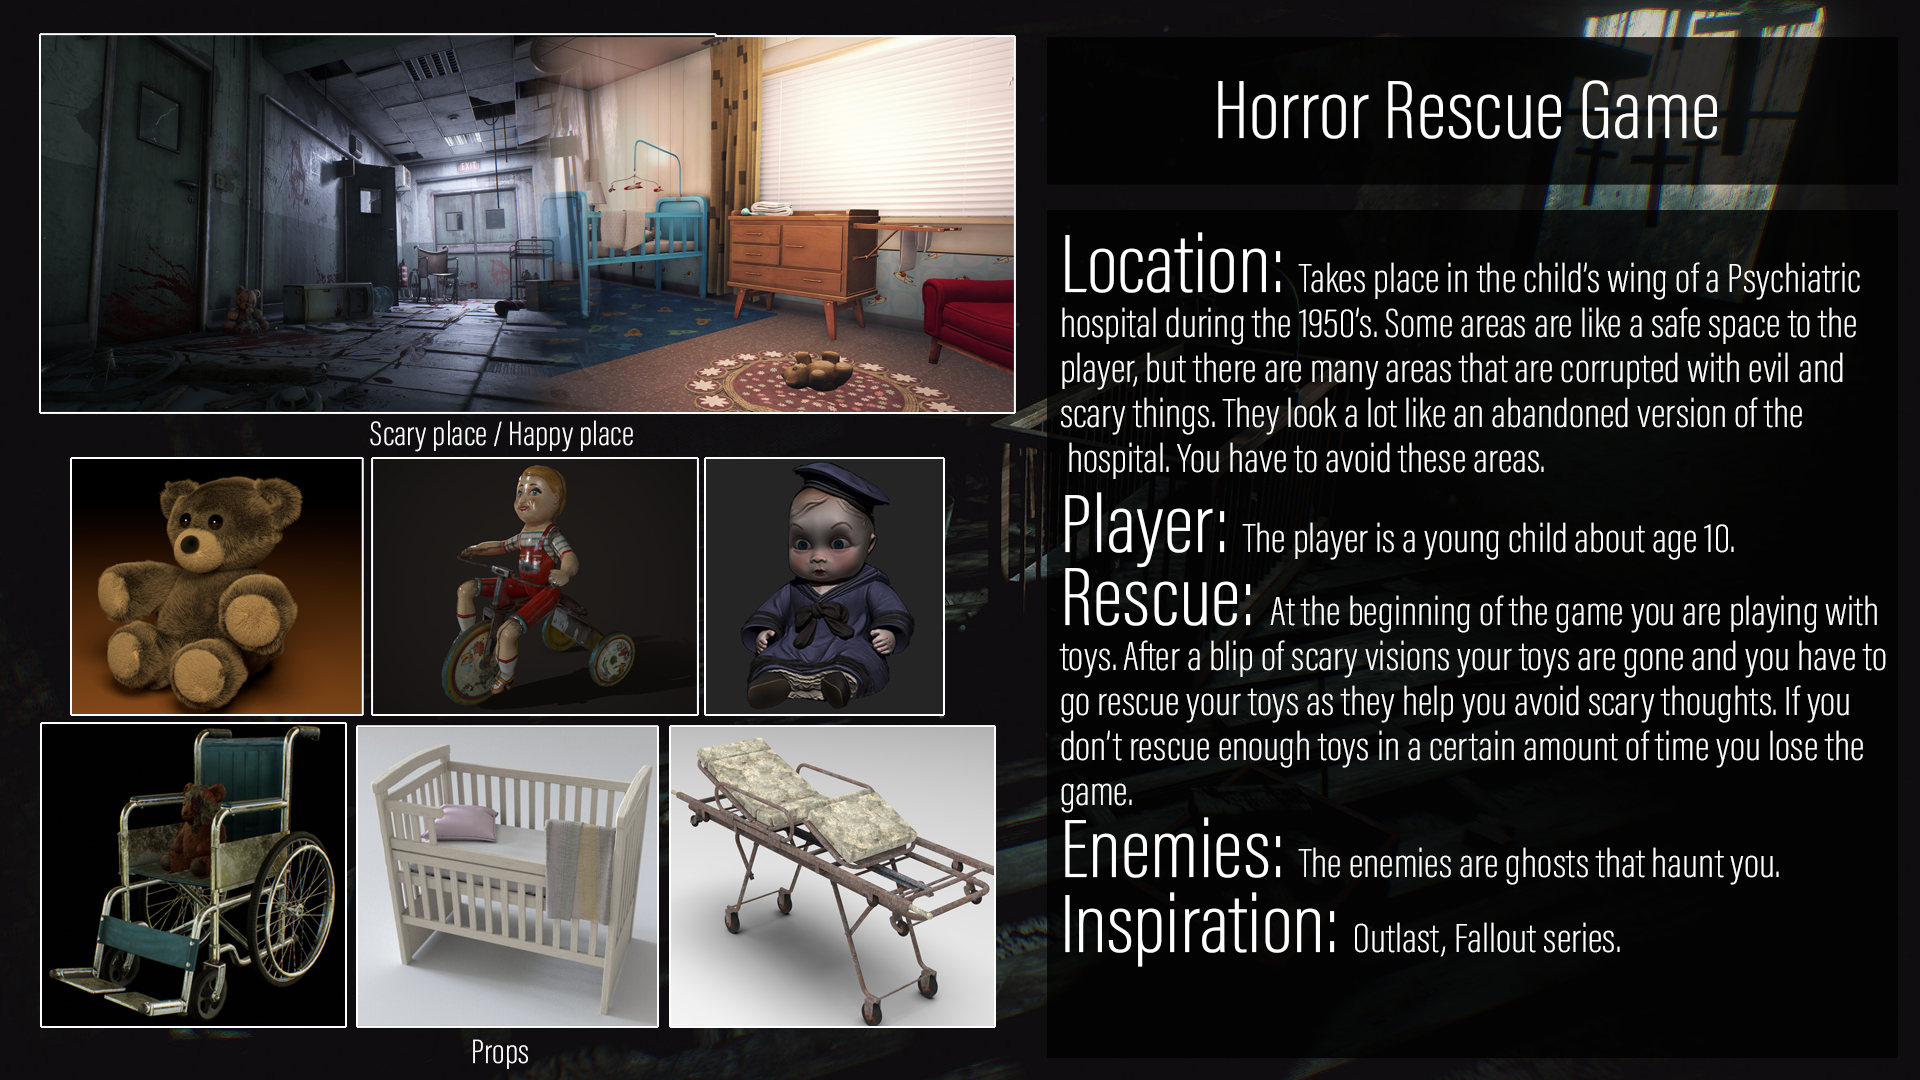 Horror Rescue Game
Scary place / Happy place
Props
Location: Takes place in the child's wing of a Psychiatric
hospital during the 1950's. Some areas are like a safe space to the
player, but there are many areas that are corrupted with evil and
scary things. They look a lot like an abandoned version of the
hospital. You have to avoid these areas.
Player: The player is a young child about age 10.
Rescue: At the beginning of the game you are playing with
toys. After a blip of scary visions your toys are gone and you have to
go rescue your toys as they help you avoid scary thoughts. If you
don't rescue enough toys in a certain amount of time you lose the
game.
Enemies: The enemies are ghosts that haunt you.
Inspiration: Outlast, Fallout series.